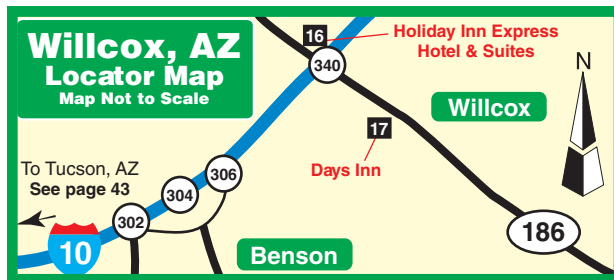 Willcox, AZ
Locator Map
Map Not to Scale
16
Holiday Inn Express
Hotel & Suites
340
N
Willcox
17
Days Inn
To Tucson, AZ
See page 43
306
304
302
10
Benson
186